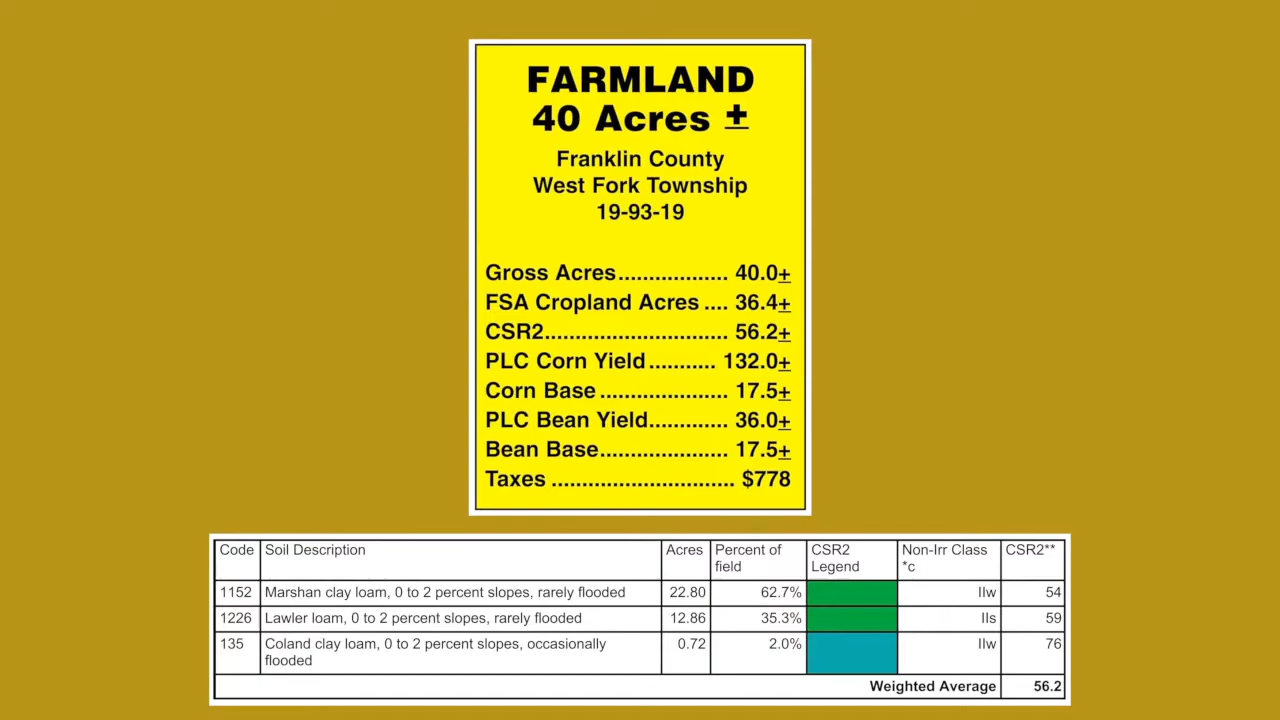 FARMLAND
40 Acres ±
Franklin County
West Fork Township
19-93-19
Gross Acres.................. 40.0±
FSA Cropland Acres .... 36.4±
CSR2.............................. 56.2±
PLC Corn Yield........... 132.0±
Corn Base ..................... 17.5±
PLC Bean Yield............. 36.0±
Bean Base..................... 17.5±
Taxes .............................. $778
Code Soil Description Acres Percent of field CSR2 Legend Non-Irr Class *c CSR2**
1152 Marshan clay loam, 0 to 2 percent slopes, rarely flooded 22.80 62.7% IIw 54
1226 Lawler loam, 0 to 2 percent slopes, rarely flooded 12.86 35.3% IIs 59
135 Coland clay loam, 0 to 2 percent slopes, occasionally flooded 0.72 2.0% IIw 76
Weighted Average 56.2